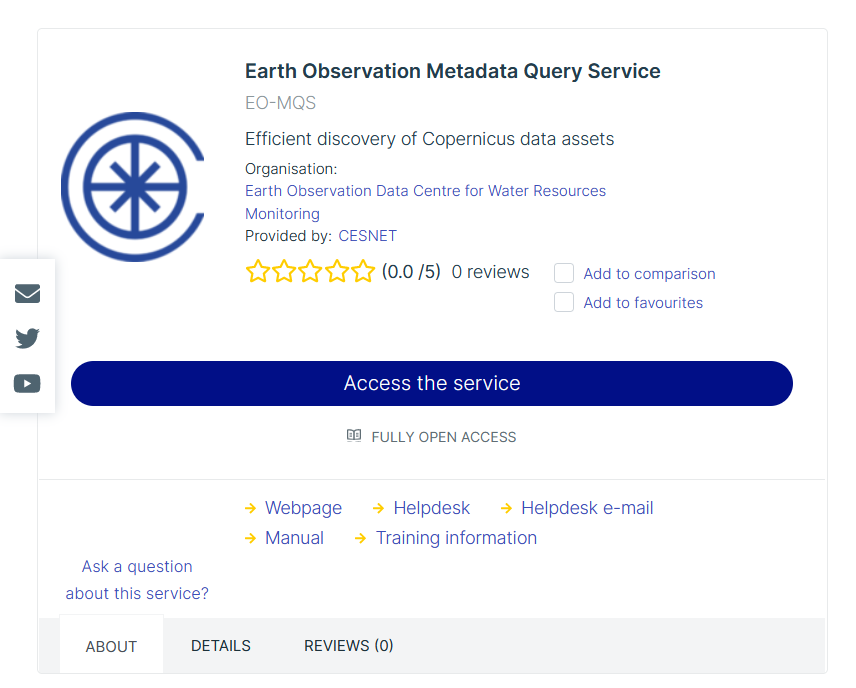 Earth Observation Metadata Query Service
EO-MQS
Efficient discovery of Copernicus data assets
Organisation:
Earth Observation Data Centre for Water Resources
Monitoring
Provided by: CESNET
(0.0 /5) 0 reviews
Add to comparison
Add to favourites
Access the service
FULLY OPEN ACCESS
Webpage Helpdesk Helpdesk e-mail
Manual Training information
Ask a question
about this service?
ABOUT DETAILS REVIEWS (0)